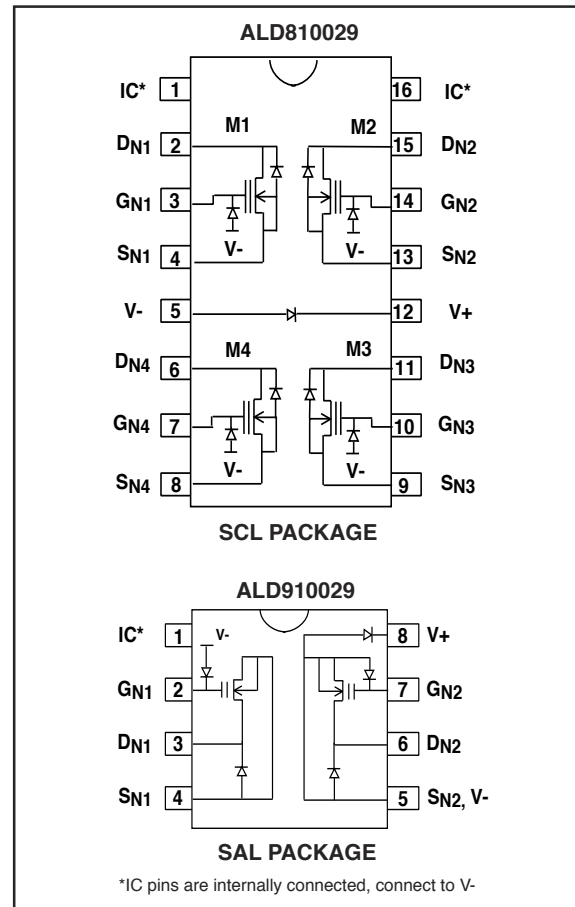 ALD810029
IC* 1 16 IC*
M1 M2
DN1 2 15 DN2
GN1 3 14 GN2
V- V-
SN1 4 13 SN2
V- 5 12 V+
M4 M3
DN4 6 11 DN3
GN4 7 10 GN3
V- V-
SN4 8 9 SN3
SCL PACKAGE
ALD910029
IC* 1 V- 8 V+
GN1 2 7 GN2
DN1 3 6 DN2
SN1 4 5 SN2, V-
SAL PACKAGE
*IC pins are internally connected, connect to V-